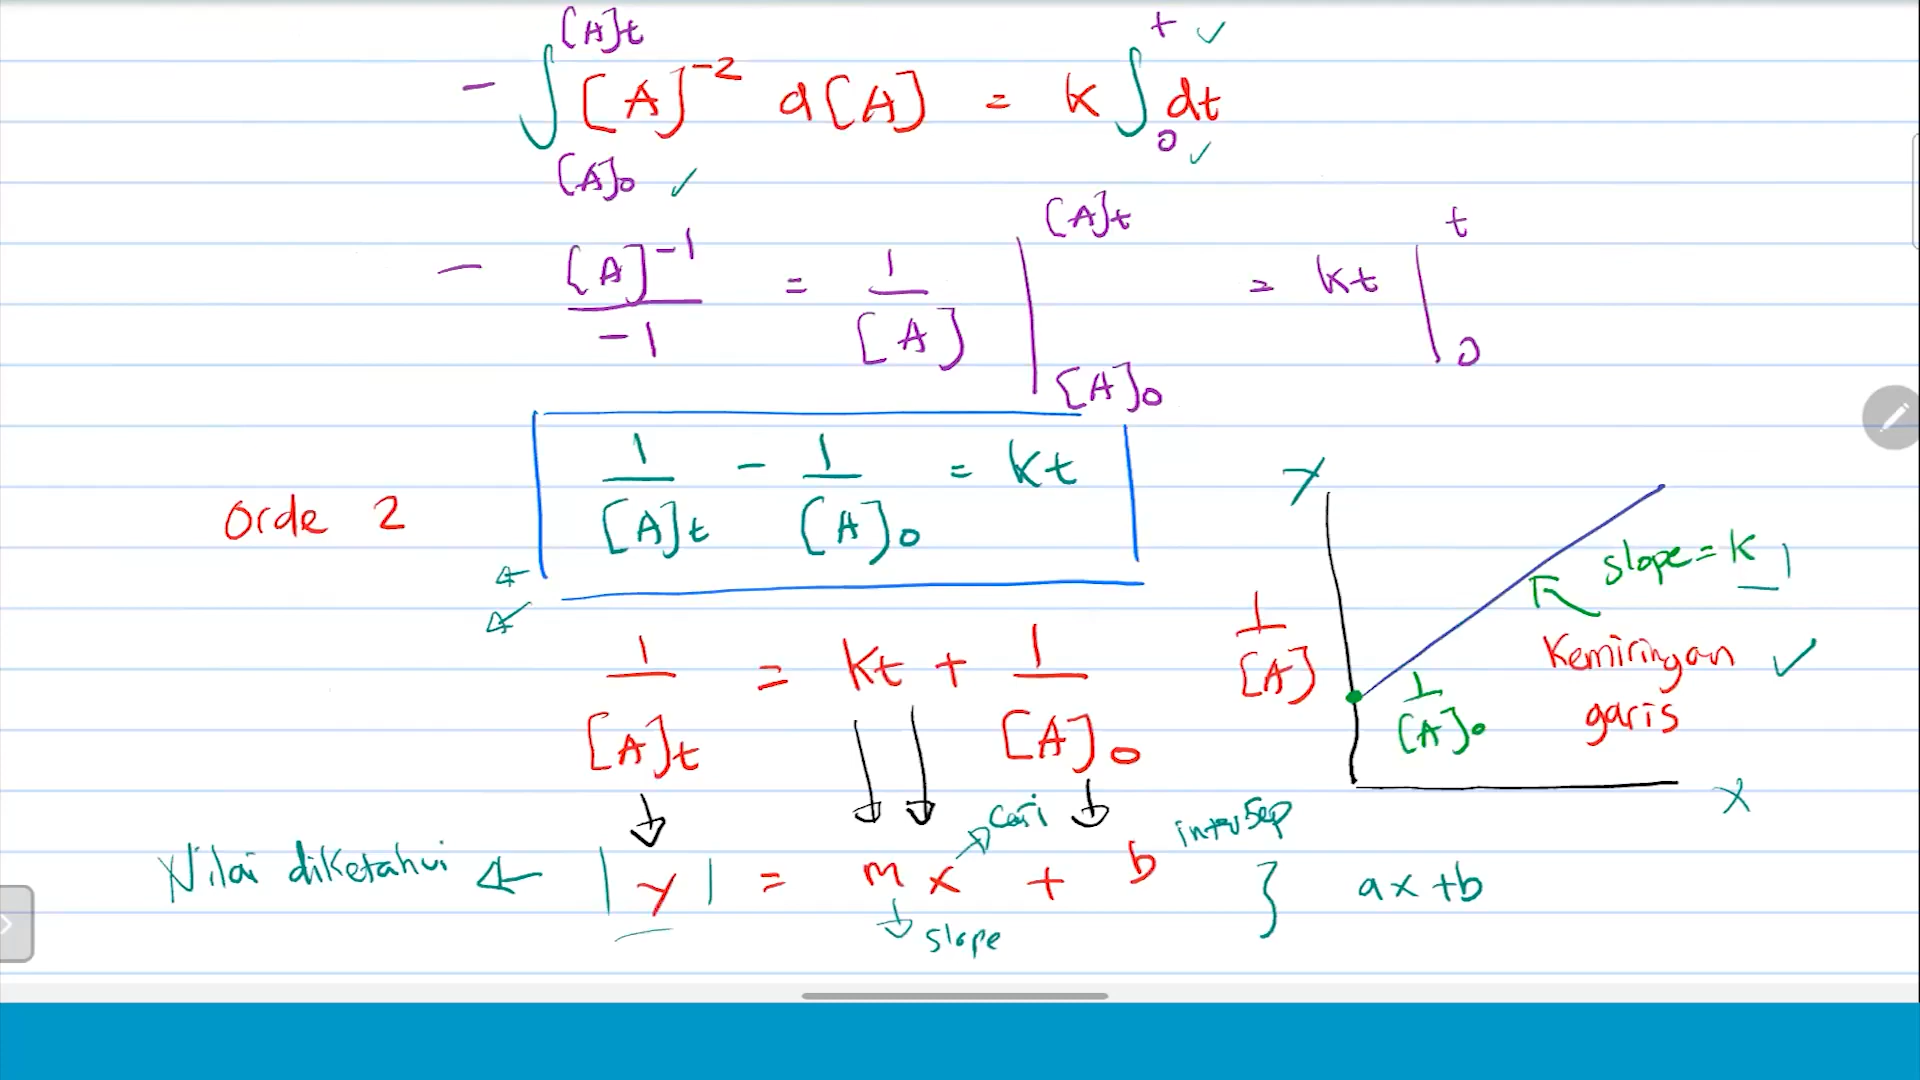 - ∫ [A]t [A]0 ✓ [A]⁻² d[A] = k ∫ t ✓ 0 ✓ dt
- [A]⁻¹ / -1 = 1 / [A] | [A]t [A]0 = kt | t 0
Orde 2
1/[A]t - 1/[A]0 = kt
1/[A]t = kt + 1/[A]0
Nilai diketahui ← | y | = m x + b } ax + b
cari
intersep
slope
y
1/[A]
slope = k
Kemiringan ✓
garis
1/[A]0
x